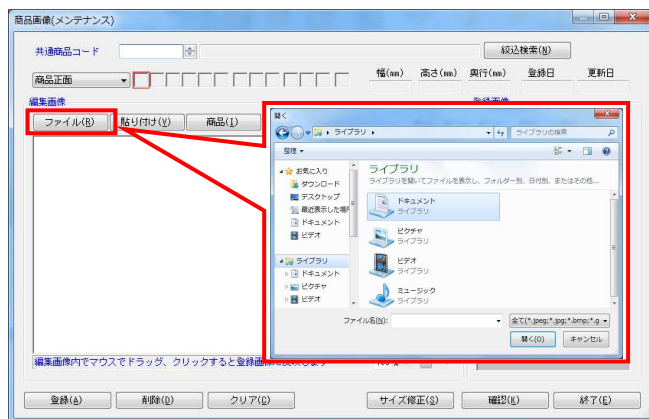 商品画像(メンテナンス)
共通商品コード
絞込検索(N)
商品正面
幅(mm) 高さ(mm) 奥行(mm) 登録日 更新日
編集画像
ファイル(R) 貼り付け(V) 商品(I)
開く
ライブラリ
ライブラリの検索
整理
お気に入り
ダウンロード
デスクトップ
最近表示した場所
ドキュメント
ビデオ
ライブラリ
ドキュメント
ピクチャ
ビデオ
ライブラリ
ライブラリを開いてファイルを表示し、フォルダー別、日付別、またはその他...
ドキュメント
ライブラリ
ピクチャ
ライブラリ
ビデオ
ライブラリ
ミュージック
ライブラリ
ファイル名(N):
全て(*.jpeg;*.jpg;*.bmp;*.g
開く(O) キャンセル
編集画像内でマウスでドラッグ、クリックすると登録画像
登録(A) 削除(D) クリア(C) サイズ修正(S) 確認(K) 終了(E)